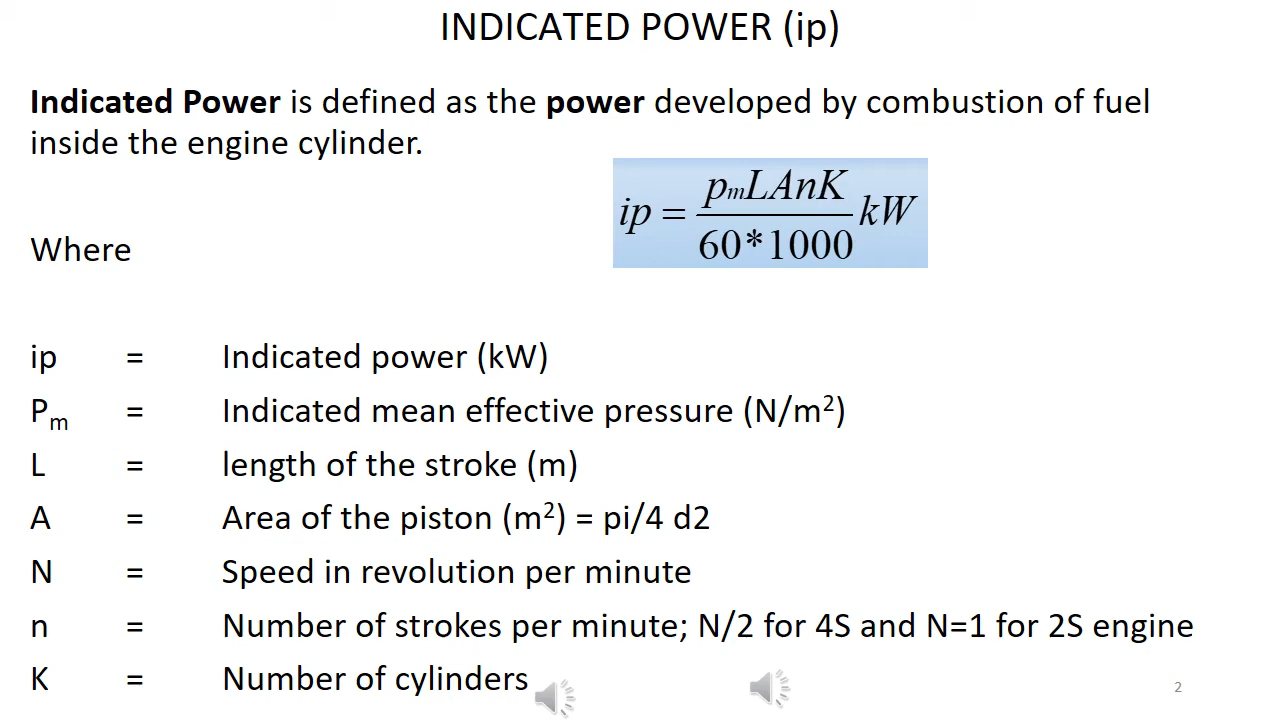 INDICATED POWER (ip)
Indicated Power is defined as the power developed by combustion of fuel
inside the engine cylinder.
ip = pmLAnK / 60*1000 kW
Where
ip = Indicated power (kW)
Pm = Indicated mean effective pressure (N/m²)
L = length of the stroke (m)
A = Area of the piston (m²) = pi/4 d2
N = Speed in revolution per minute
n = Number of strokes per minute; N/2 for 4S and N=1 for 2S engine
K = Number of cylinders
2